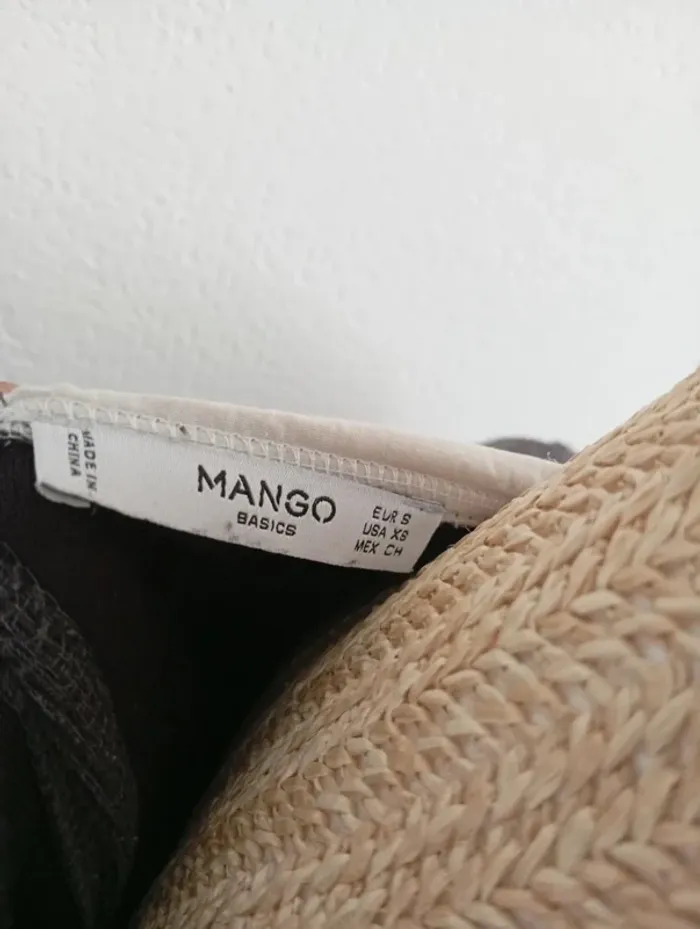 MADE IN
CHINA
MANGO
BASICS
EUR S
USA XS
MEX CH